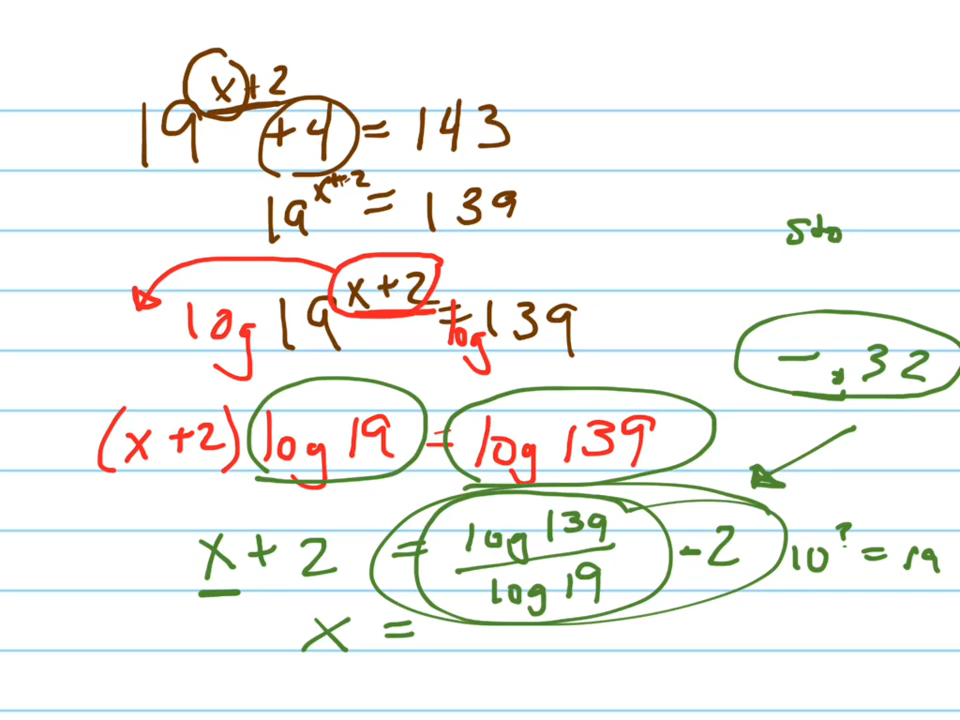 19^(x+2) + 4 = 143
19^(x+2) = 139
sto
log 19^(x+2) = log 139
-.32
(x+2) log 19 = log 139
x + 2 = log 139 / log 19 - 2
10^? = 19
x =